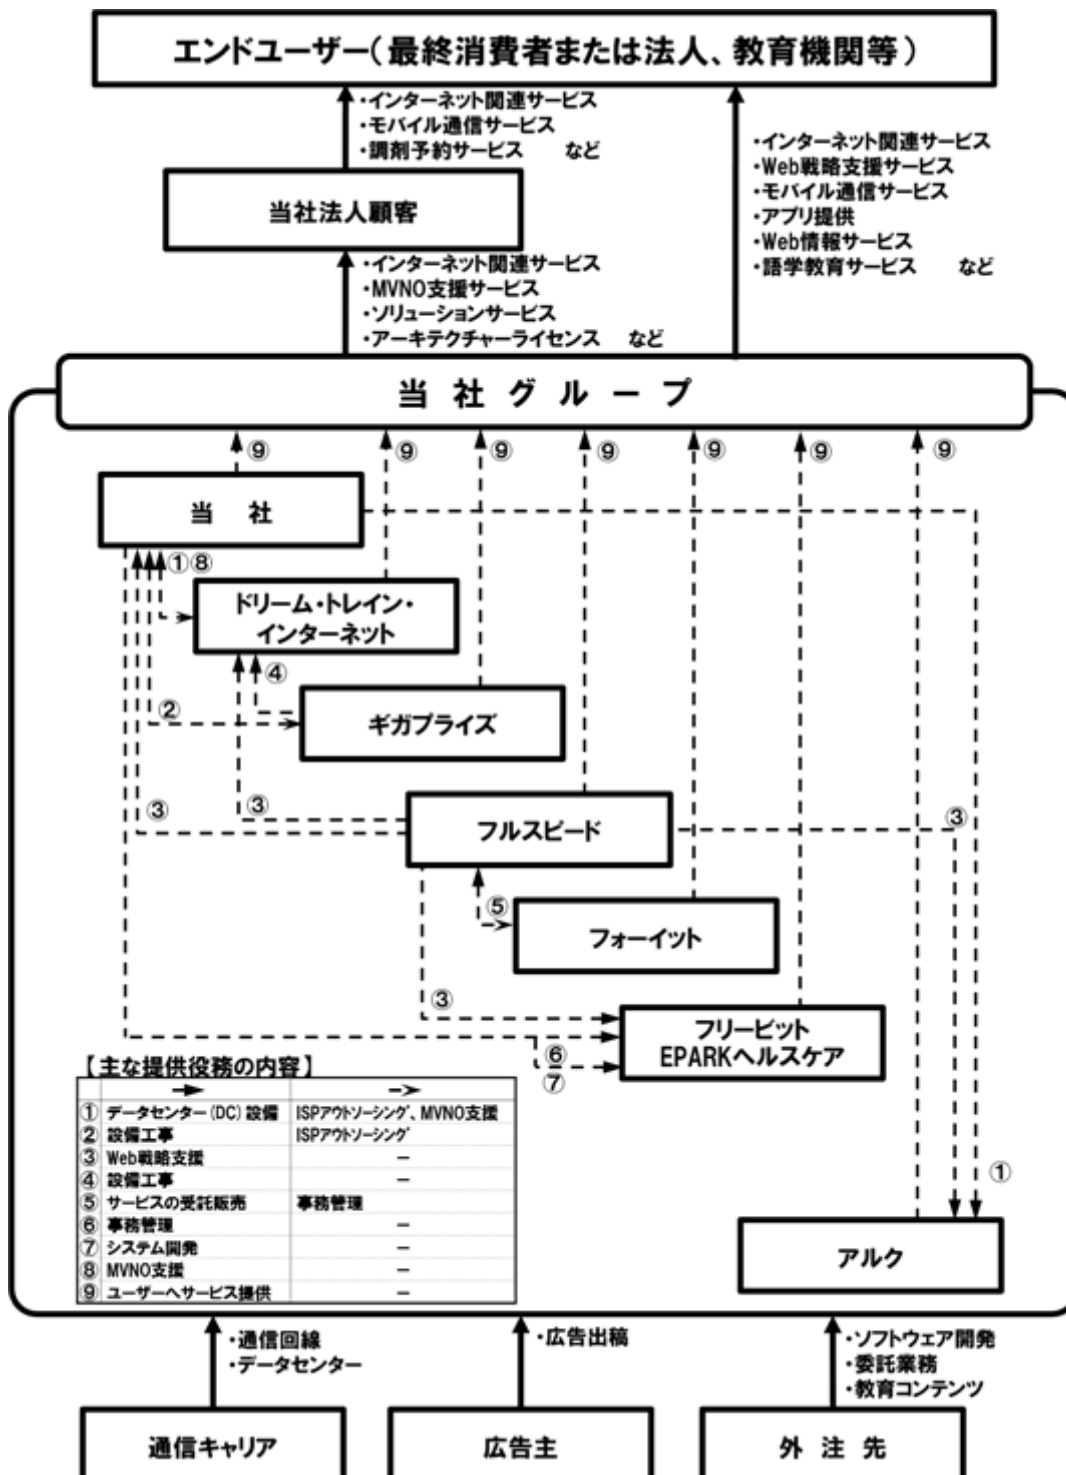 エンドユーザー(最終消費者または法人、教育機関等)
・インターネット関連サービス
・モバイル通信サービス
・調剤予約サービス　など
・インターネット関連サービス
・Web戦略支援サービス
・モバイル通信サービス
・アプリ提供
・Web情報サービス
・語学教育サービス　など
当社法人顧客
・インターネット関連サービス
・MVNO支援サービス
・ソリューションサービス
・アーキテクチャーライセンス　など
当社グループ
⑨
⑨
⑨
⑨
⑨
⑨
⑨
当　社
①⑧
ドリーム・トレイン・
インターネット
④
ギガプライズ
②
③
③
フルスピード
③
⑤
フォーイット
③
フリービット
EPARKヘルスケア
⑥
⑦
①
アルク
【主な提供役務の内容】
① データセンター(DC)設備　ISPアウトソーシング、MVNO支援
② 設備工事　ISPアウトソーシング
③ Web戦略支援　－
④ 設備工事　－
⑤ サービスの受託販売　事務管理
⑥ 事務管理　－
⑦ システム開発　－
⑧ MVNO支援　－
⑨ ユーザーへサービス提供　－
・通信回線
・データセンター
・広告出稿
・ソフトウェア開発
・委託業務
・教育コンテンツ
通信キャリア
広告主
外注先